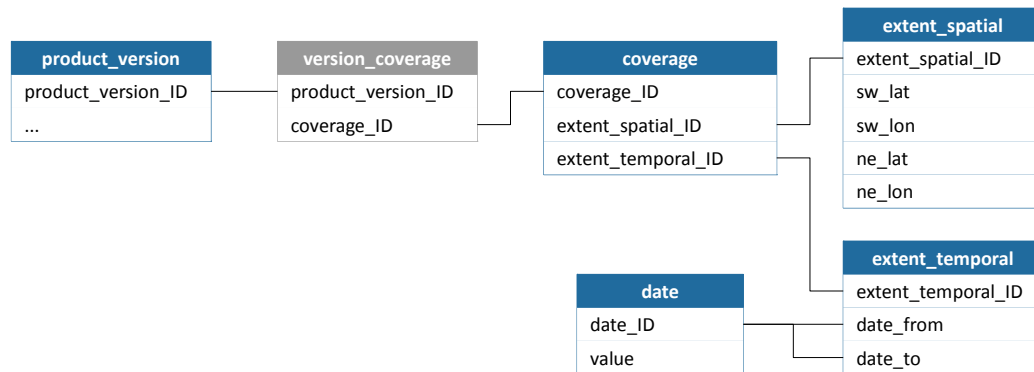 product_version
product_version_ID
...
version_coverage
product_version_ID
coverage_ID
coverage
coverage_ID
extent_spatial_ID
extent_temporal_ID
extent_spatial
extent_spatial_ID
sw_lat
sw_lon
ne_lat
ne_lon
date
date_ID
value
extent_temporal
extent_temporal_ID
date_from
date_to